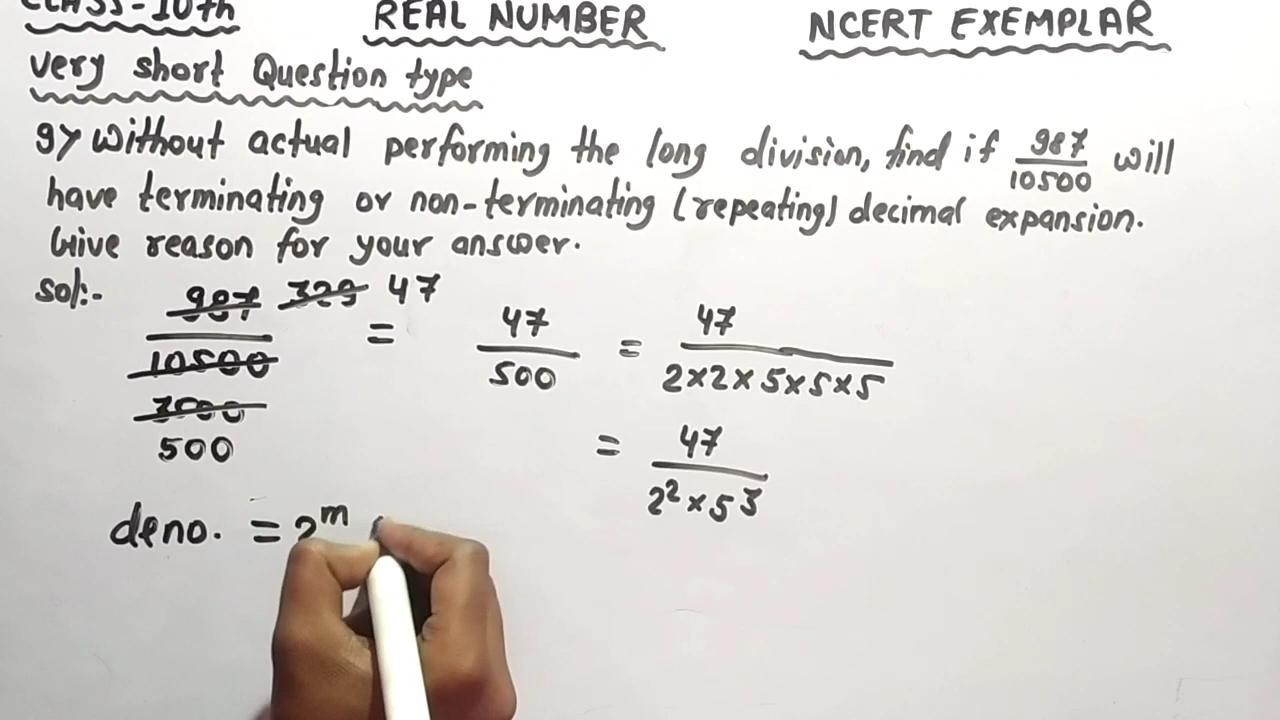 CLASS-10th REAL NUMBER NCERT EXEMPLAR
very short Question type
9> without actual performing the long division, find if 987/10500 will
have terminating or non-terminating (repeating) decimal expansion.
Give reason for your answer.
sol:- 987 329 47
10500 = 47/500 = 47/2×2×5×5×5
3500
500
= 47/2²×5³
deno. = 2^m